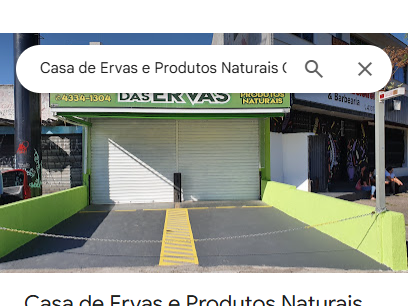 Casa de Ervas e Produtos Naturais
4334-1304 DAS ERVAS PRODUTOS
NATURAIS
& Barbearia
Casa de Ervas e Produtos Naturais